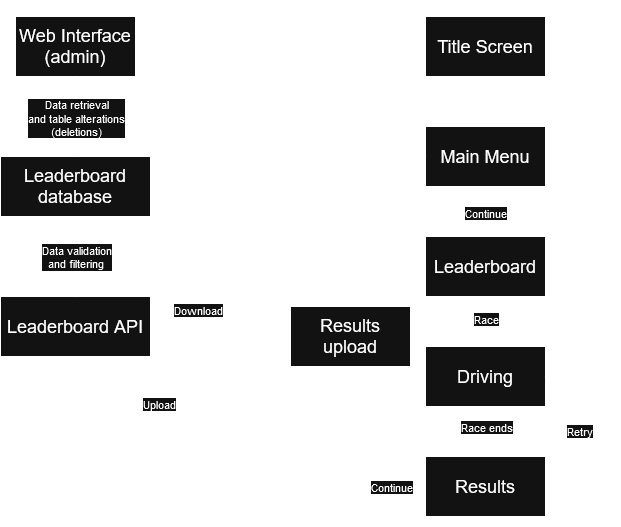 Web Interface
(admin)
Data retrieval
and table alterations
(deletions)
Leaderboard
database
Data validation
and filtering
Leaderboard API
Download
Upload
Results
upload
Title Screen
Main Menu
Continue
Leaderboard
Race
Driving
Race ends
Retry
Continue
Results